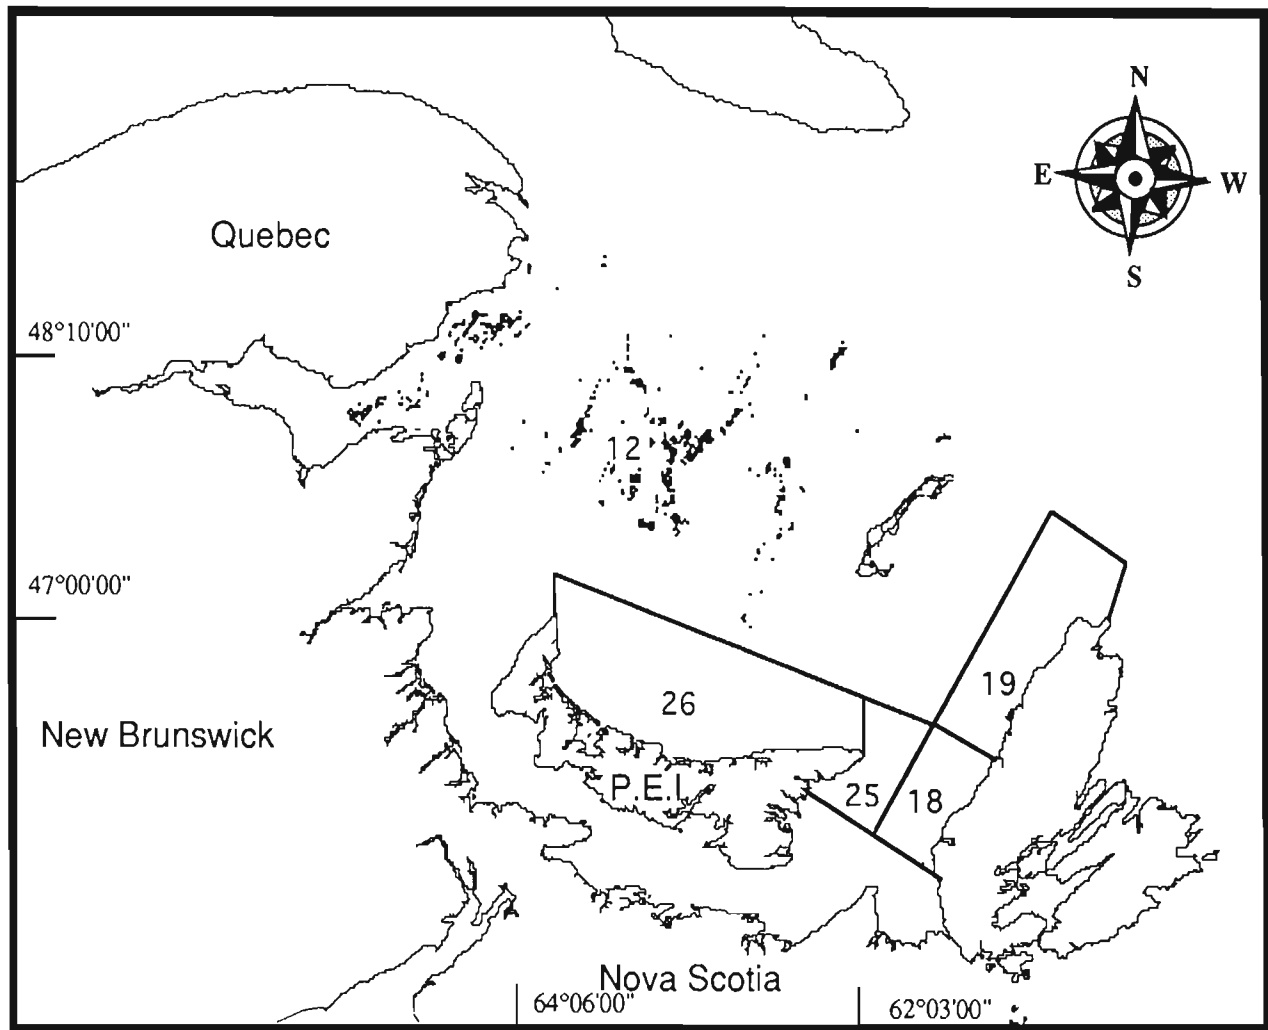 N
E
W
S
Quebec
48°10'00"
12
47°00'00"
19
26
New Brunswick
P.E.I.
25
18
Nova Scotia
64°06'00"
62°03'00"